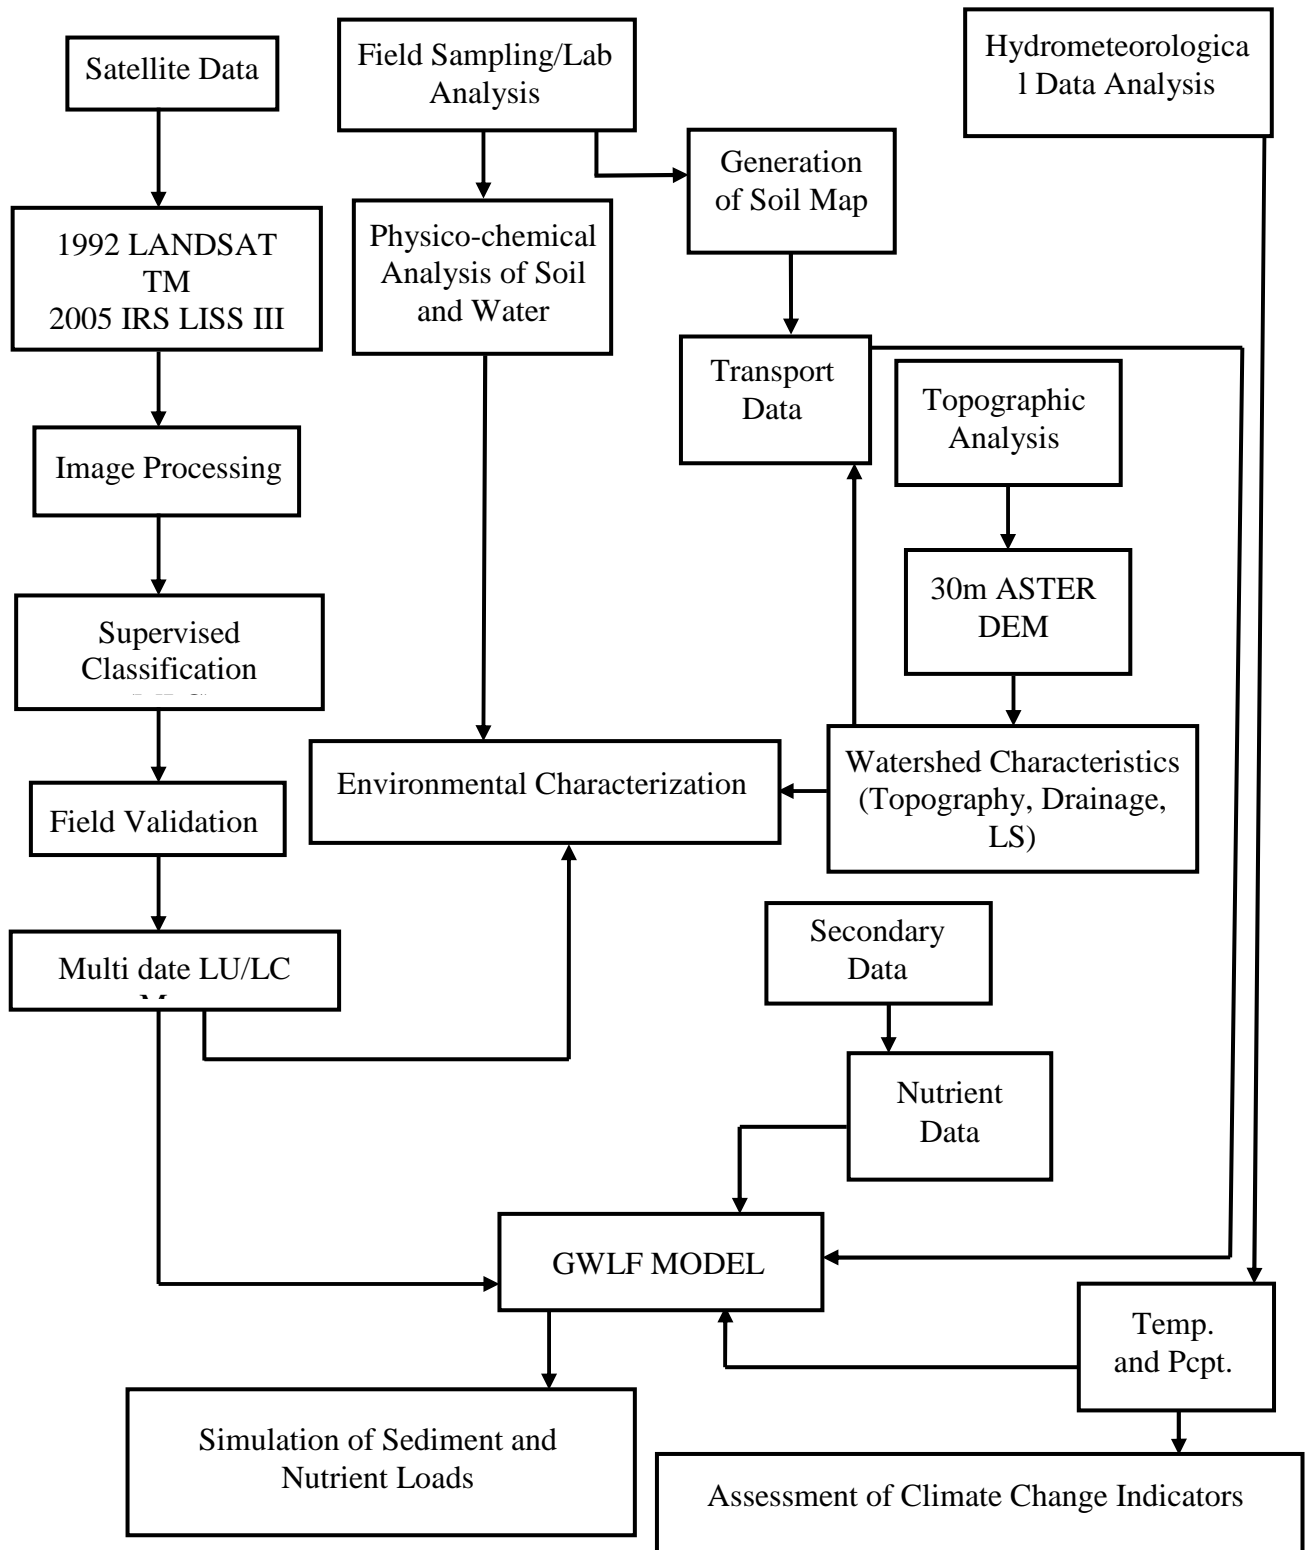 Satellite Data
Field Sampling/Lab
Analysis
Hydrometeorologica
l Data Analysis
Generation
of Soil Map
1992 LANDSAT
TM
2005 IRS LISS III
Physico-chemical
Analysis of Soil
and Water
Transport
Data
Topographic
Analysis
Image Processing
30m ASTER
DEM
Supervised
Classification
Environmental Characterization
Watershed Characteristics
(Topography, Drainage,
LS)
Field Validation
Multi date LU/LC
Secondary
Data
Nutrient
Data
GWLF MODEL
Temp.
and Pcpt.
Simulation of Sediment and
Nutrient Loads
Assessment of Climate Change Indicators